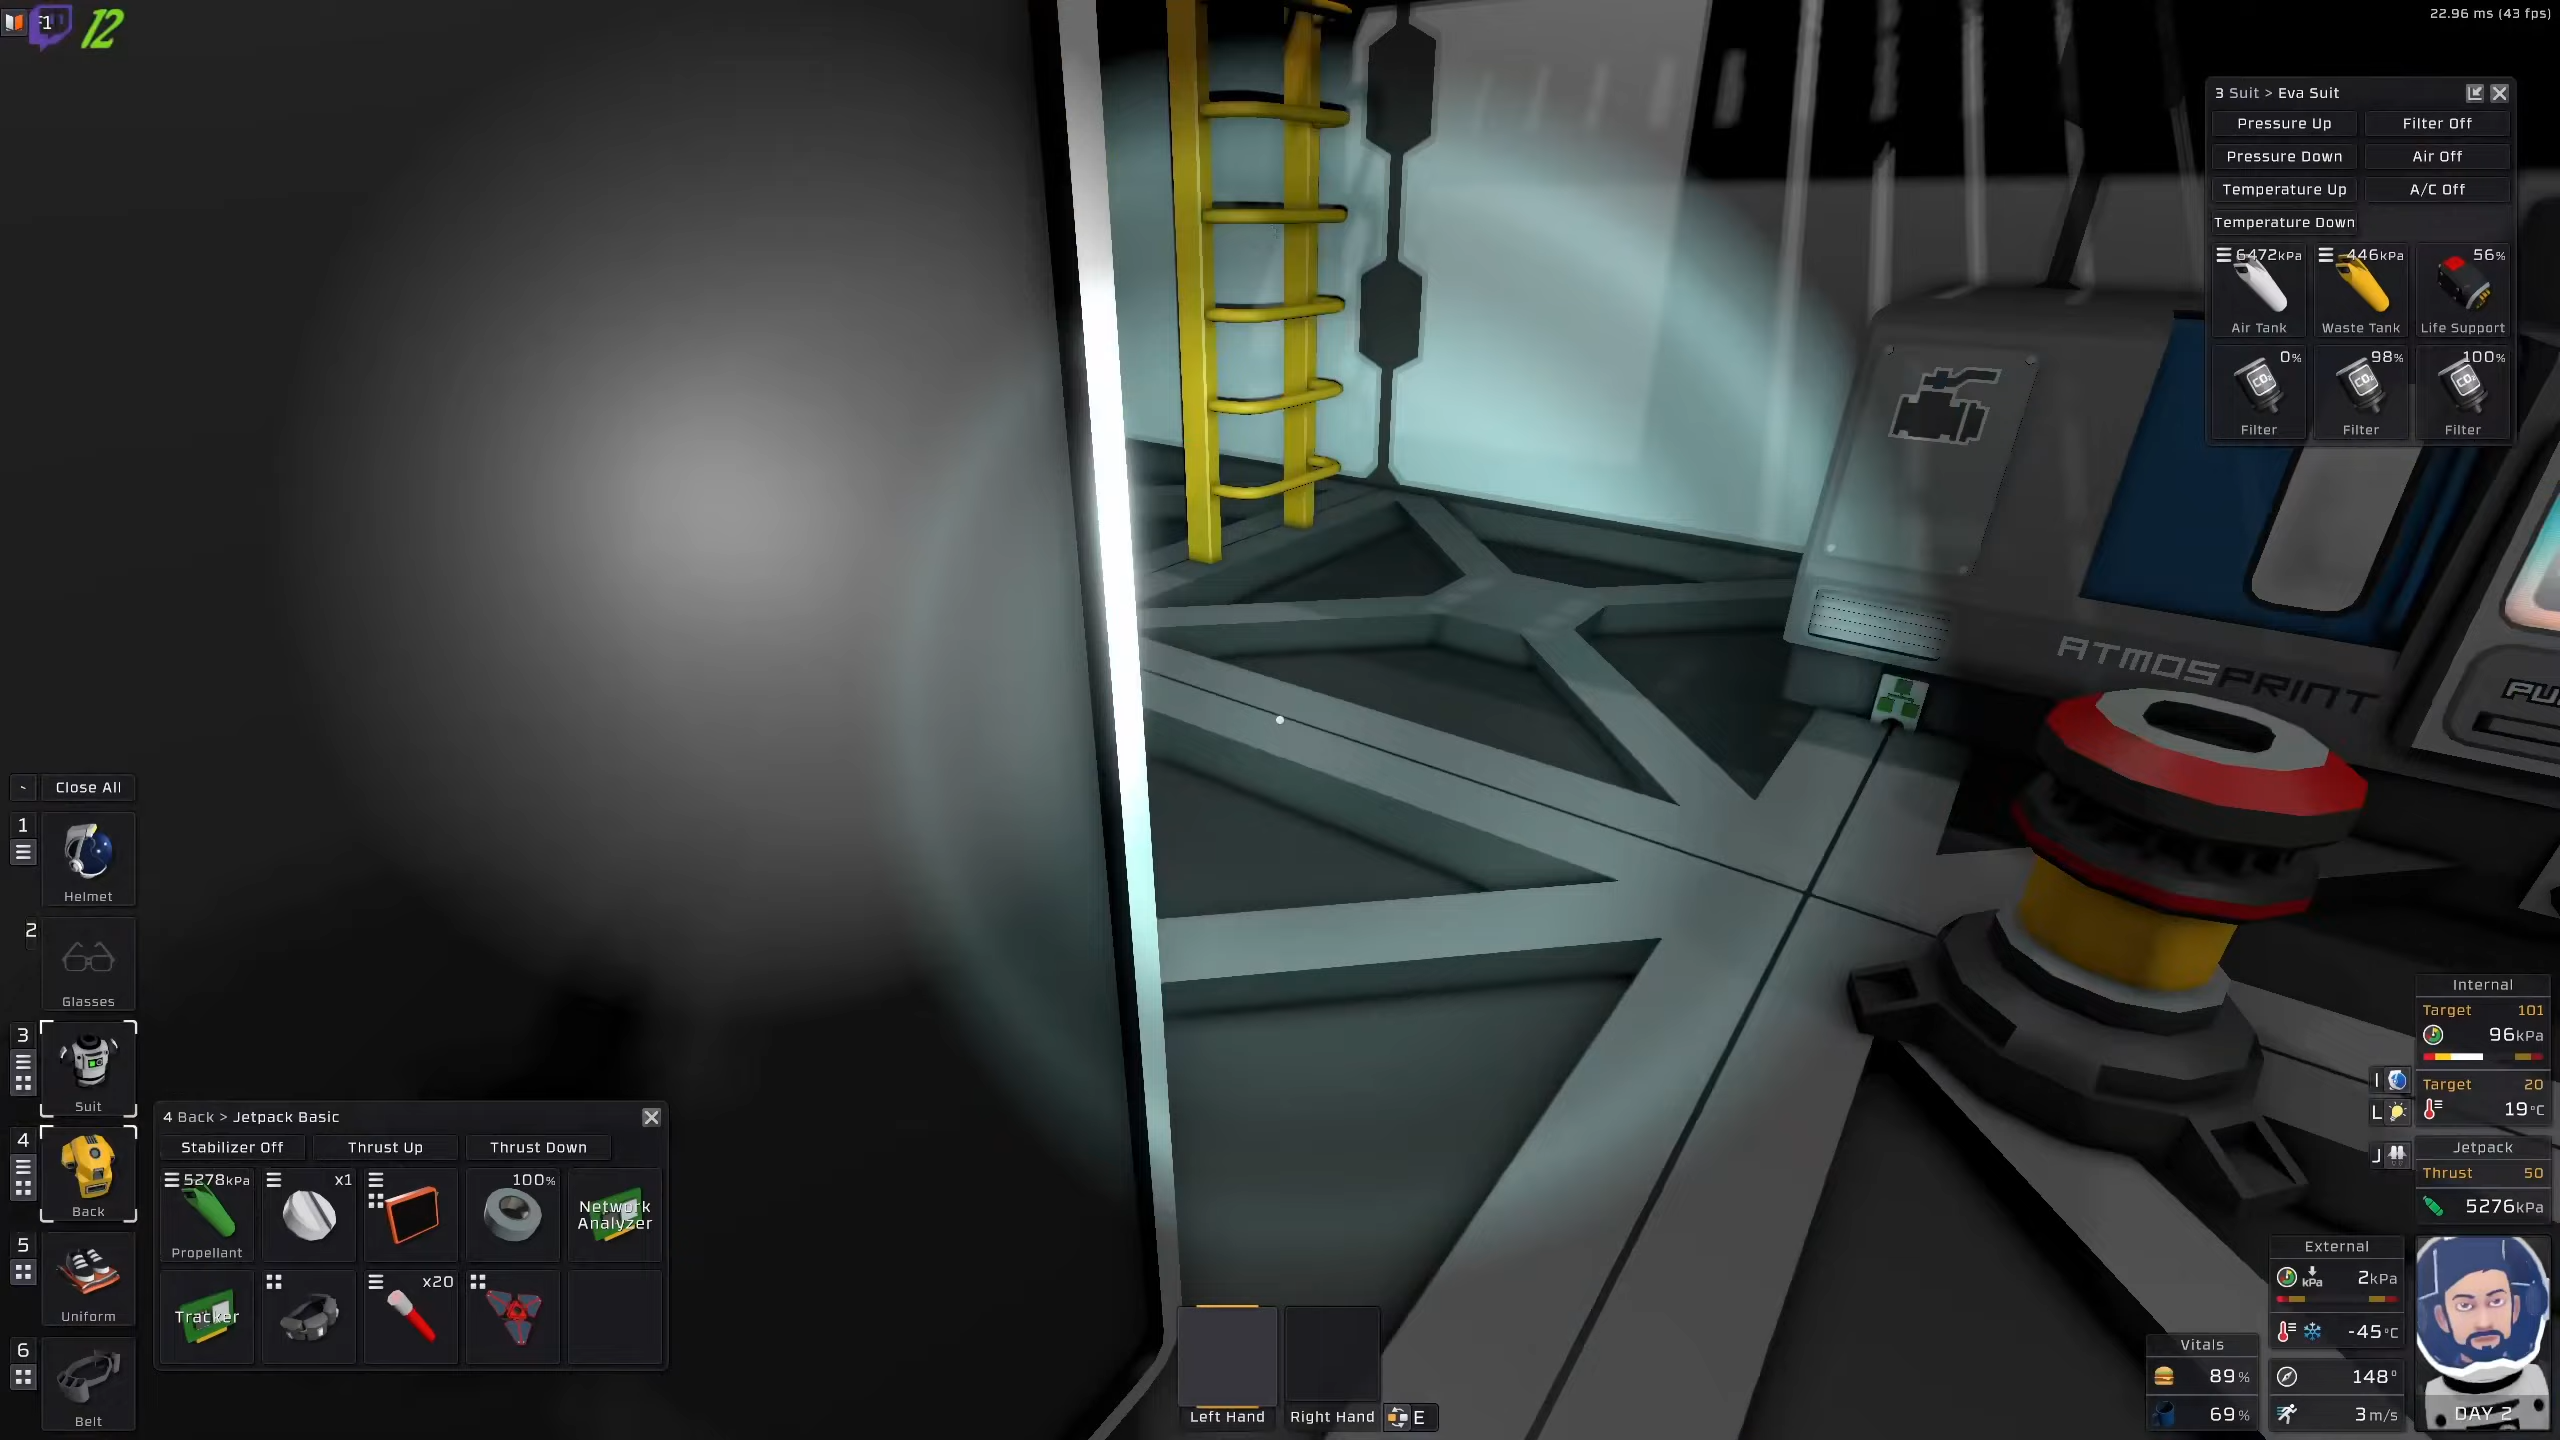 1
12
22.96 ms (43 fps)
3 Suit > Eva Suit
Pressure Up
Filter Off
Pressure Down
Air Off
Temperature Up
A/C Off
Temperature Down
6472kPa
446kPa
56%
Air Tank
Waste Tank
Life Support
0%
98%
100%
CO₂
CO₂
CO₂
Filter
Filter
Filter
ATMOSPRINT
~
Close All
1
Helmet
2
Glasses
3
Suit
4
Back
5
Uniform
6
Belt
4 Back > Jetpack Basic
Stabilizer Off
Thrust Up
Thrust Down
5278kPa
x1
100%
Propellant
Network
Analyzer
Tracker
x20
Left Hand
Right Hand
E
Internal
Target 101
96kPa
Target 20
19°C
I
L
Jetpack
J
Thrust 50
5276kPa
External
kPa
2kPa
-45°C
148°
3m/s
Vitals
89%
69%
DAY 2